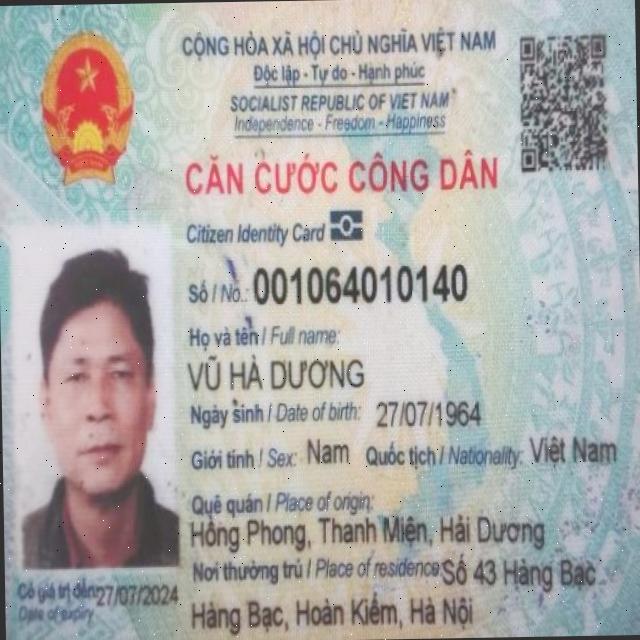 CỘNG HÒA XÃ HỘI CHỦ NGHĨA VIỆT NAM
Độc lập - Tự do - Hạnh phúc
SOCIALIST REPUBLIC OF VIET NAM
Independence - Freedom - Happiness
CĂN CƯỚC CÔNG DÂN
Citizen Identity Card
Số / No.: 001064010140
Họ và tên / Full name:
VŨ HÀ DƯƠNG
Ngày sinh / Date of birth: 27/07/1964
Giới tính / Sex: Nam Quốc tịch / Nationality: Việt Nam
Quê quán / Place of origin:
Hồng Phong, Thanh Miện, Hải Dương
Nơi thường trú / Place of residence Số 43 Hàng Bạc
Hàng Bạc, Hoàn Kiếm, Hà Nội
Có giá trị đến: 27/07/2024
Date of expiry